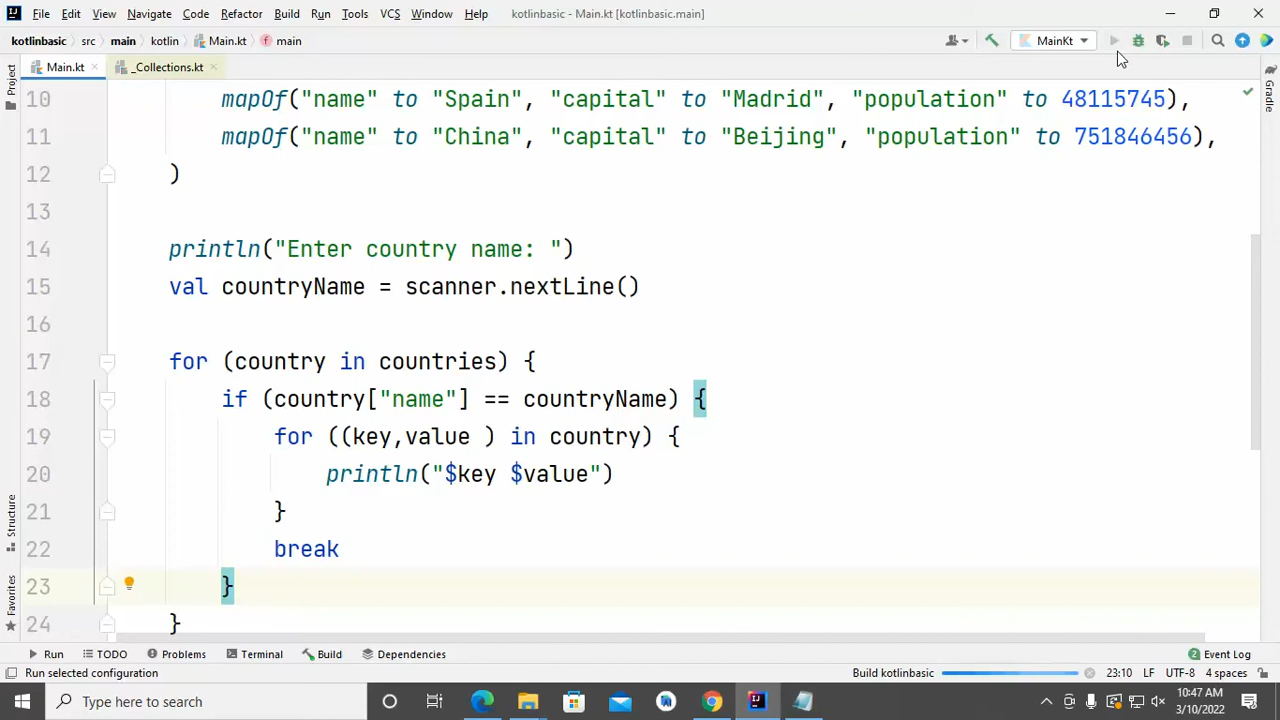 File Edit View Navigate Code Refactor Build Run Tools VCS Window Help kotlinbasic - Main.kt [kotlinbasic.main]
kotlinbasic src main kotlin Main.kt main MainKt
Main.kt _Collections.kt
10 mapOf("name" to "Spain", "capital" to "Madrid", "population" to 48115745),
11 mapOf("name" to "China", "capital" to "Beijing", "population" to 751846456),
12 )
13
14 println("Enter country name: ")
15 val countryName = scanner.nextLine()
16
17 for (country in countries) {
18 if (country["name"] == countryName) {
19 for ((key,value ) in country) {
20 println("$key $value")
21 }
22 break
23 }
24 }
Project
Structure
Favorites
Gradle
Run TODO Problems Terminal Build Dependencies 2 Event Log
Run selected configuration Build kotlinbasic 23:10 LF UTF-8 4 spaces
Type here to search 10:47 AM
3/10/2022